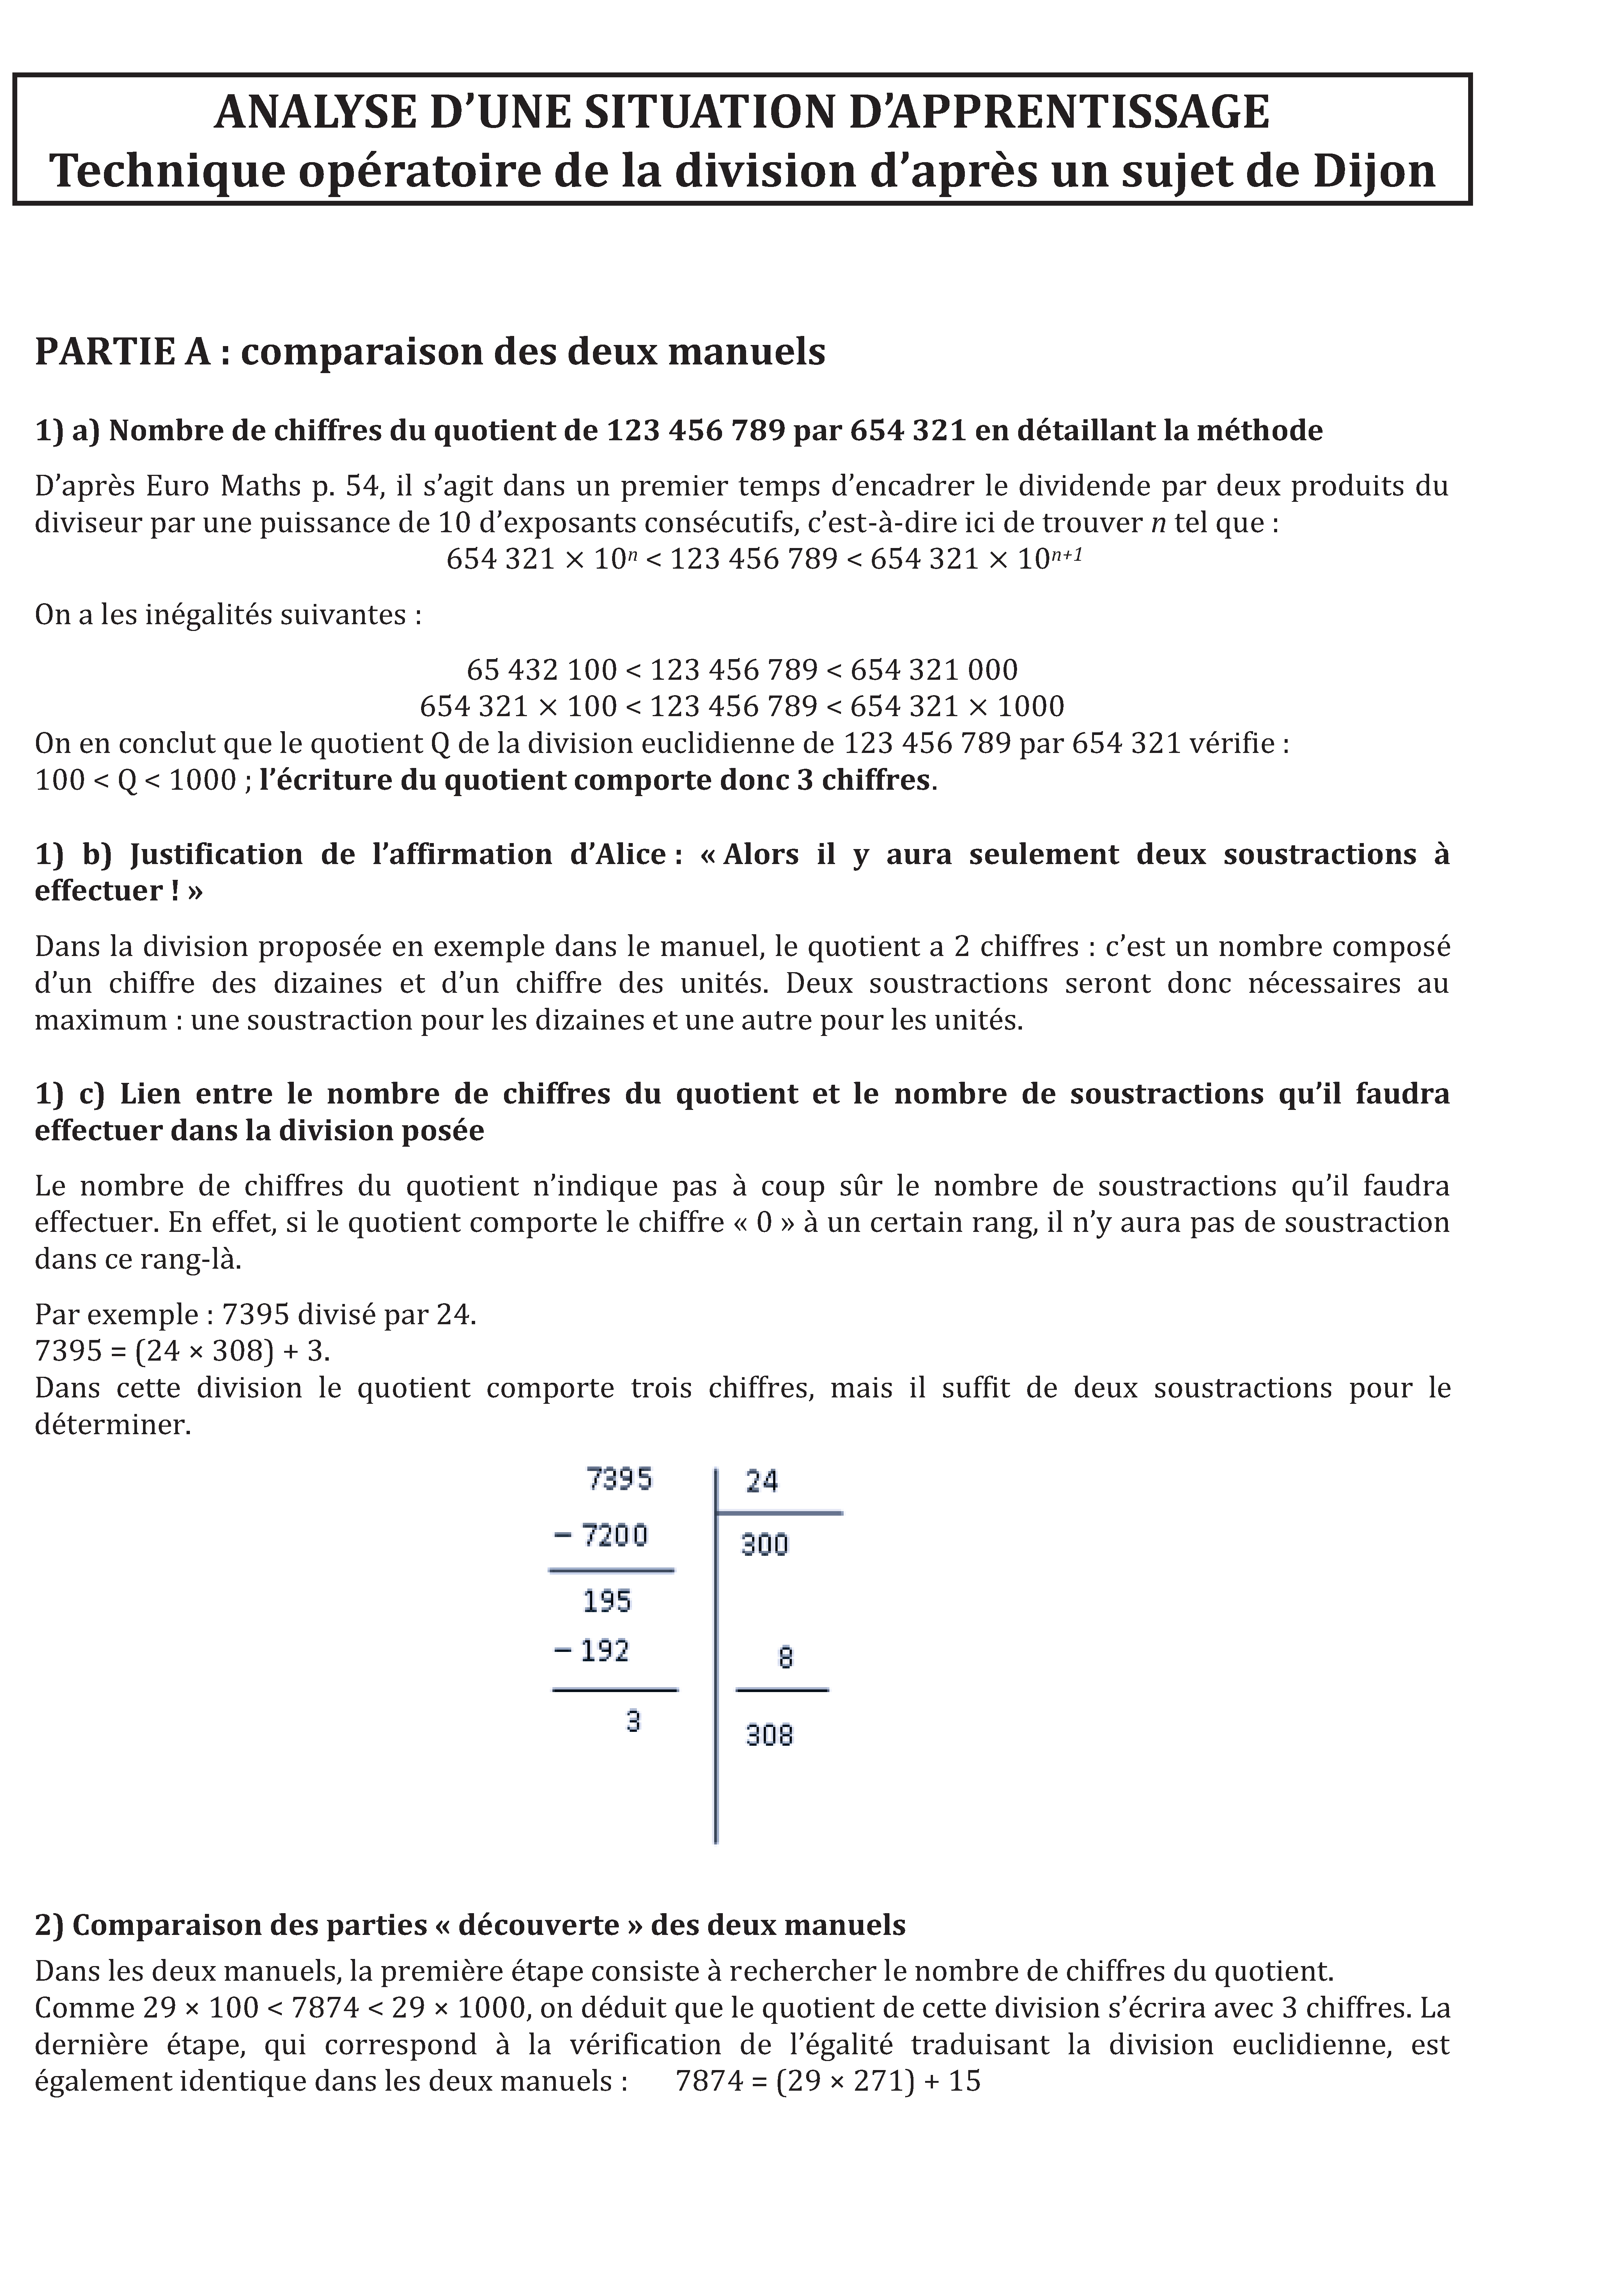 ANALYSE D’UNE SITUATION D’APPRENTISSAGE
Technique opératoire de la division d’après un sujet de Dijon
PARTIE A : comparaison des deux manuels
1) a) Nombre de chiffres du quotient de 123 456 789 par 654 321 en détaillant la méthode
D’après Euro Maths p. 54, il s’agit dans un premier temps d’encadrer le dividende par deux produits du
diviseur par une puissance de 10 d’exposants consécutifs, c’est-à-dire ici de trouver n tel que :
654 321 × 10ⁿ < 123 456 789 < 654 321 × 10ⁿ⁺¹
On a les inégalités suivantes :
65 432 100 < 123 456 789 < 654 321 000
654 321 × 100 < 123 456 789 < 654 321 × 1000
On en conclut que le quotient Q de la division euclidienne de 123 456 789 par 654 321 vérifie :
100 < Q < 1000 ; l’écriture du quotient comporte donc 3 chiffres.
1) b) Justification de l’affirmation d’Alice : « Alors il y aura seulement deux soustractions à
effectuer ! »
Dans la division proposée en exemple dans le manuel, le quotient a 2 chiffres : c’est un nombre composé
d’un chiffre des dizaines et d’un chiffre des unités. Deux soustractions seront donc nécessaires au
maximum : une soustraction pour les dizaines et une autre pour les unités.
1) c) Lien entre le nombre de chiffres du quotient et le nombre de soustractions qu’il faudra
effectuer dans la division posée
Le nombre de chiffres du quotient n’indique pas à coup sûr le nombre de soustractions qu’il faudra
effectuer. En effet, si le quotient comporte le chiffre « 0 » à un certain rang, il n’y aura pas de soustraction
dans ce rang-là.
Par exemple : 7395 divisé par 24.
7395 = (24 × 308) + 3.
Dans cette division le quotient comporte trois chiffres, mais il suffit de deux soustractions pour le
déterminer.
7395 24
− 7200 300
195
− 192 8
3 308
2) Comparaison des parties « découverte » des deux manuels
Dans les deux manuels, la première étape consiste à rechercher le nombre de chiffres du quotient.
Comme 29 × 100 < 7874 < 29 × 1000, on déduit que le quotient de cette division s’écrira avec 3 chiffres. La
dernière étape, qui correspond à la vérification de l’égalité traduisant la division euclidienne, est
également identique dans les deux manuels : 7874 = (29 × 271) + 15